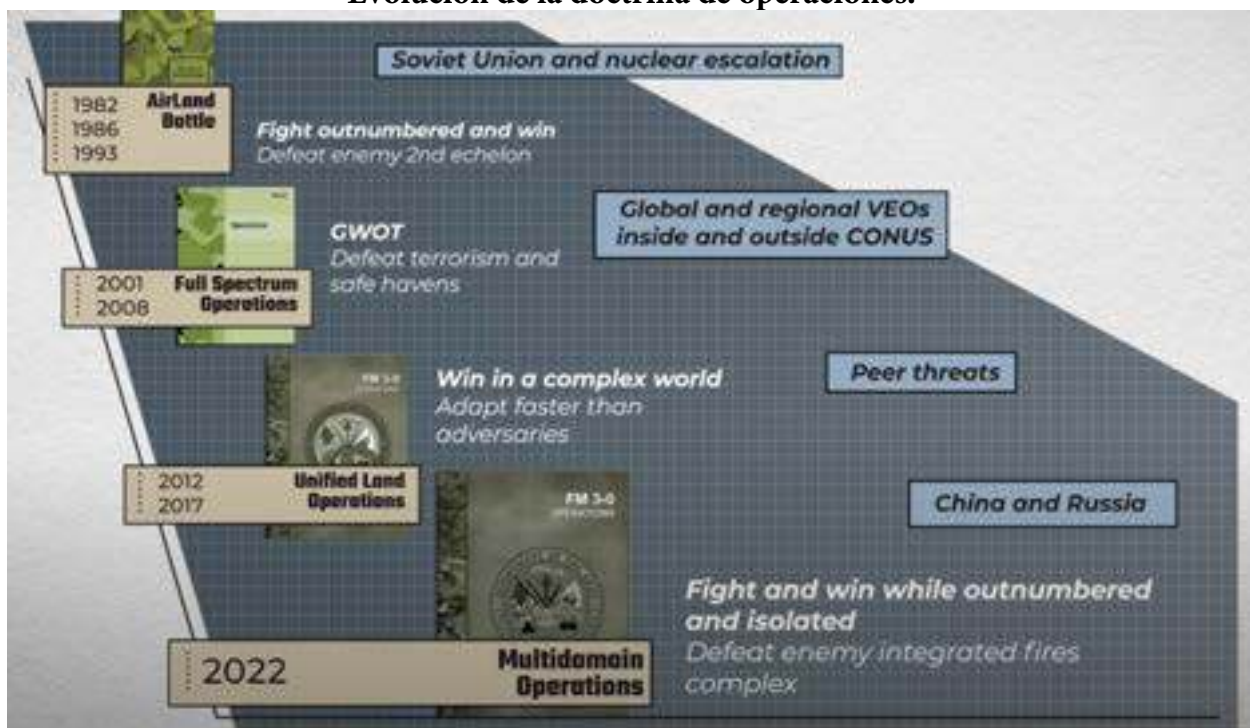 Evolución de la doctrina de operaciones.
Soviet Union and nuclear escalation
1982
1986
1993
AirLand
Battle
Fight outnumbered and win
Defeat enemy 2nd echelon
Global and regional VEOs
inside and outside CONUS
GWOT
Defeat terrorism and
safe havens
2001
2008
Full Spectrum
Operations
Peer threats
Win in a complex world
Adapt faster than
adversaries
FM 3-0
2012
2017
Unified Land
Operations
China and Russia
FM 3-0
OPERATIONS
Fight and win while outnumbered
and isolated
Defeat enemy integrated fires
complex
2022
Multidomain
Operations